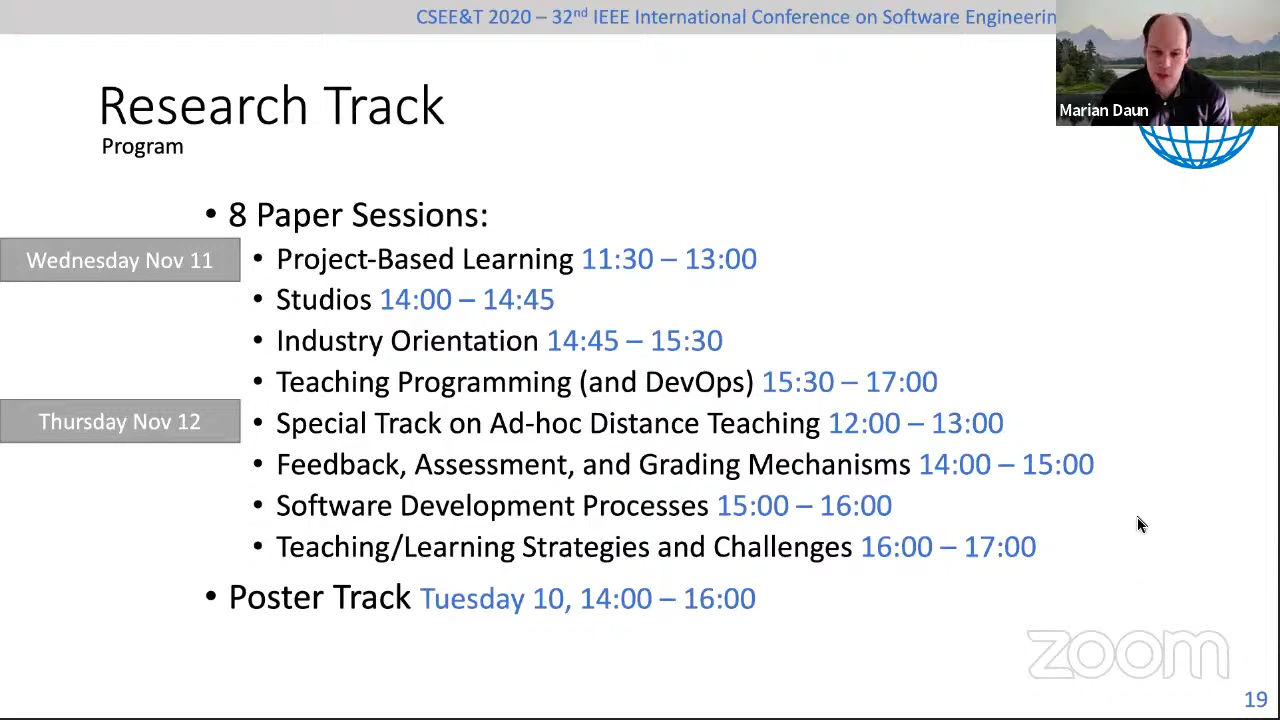 CSEE&T 2020 – 32nd IEEE International Conference on Software Engineerin
Marian Daun
Research Track
Program
• 8 Paper Sessions:
Wednesday Nov 11
• Project-Based Learning 11:30 – 13:00
• Studios 14:00 – 14:45
• Industry Orientation 14:45 – 15:30
• Teaching Programming (and DevOps) 15:30 – 17:00
Thursday Nov 12
• Special Track on Ad-hoc Distance Teaching 12:00 – 13:00
• Feedback, Assessment, and Grading Mechanisms 14:00 – 15:00
• Software Development Processes 15:00 – 16:00
• Teaching/Learning Strategies and Challenges 16:00 – 17:00
• Poster Track Tuesday 10, 14:00 – 16:00
zoom
19